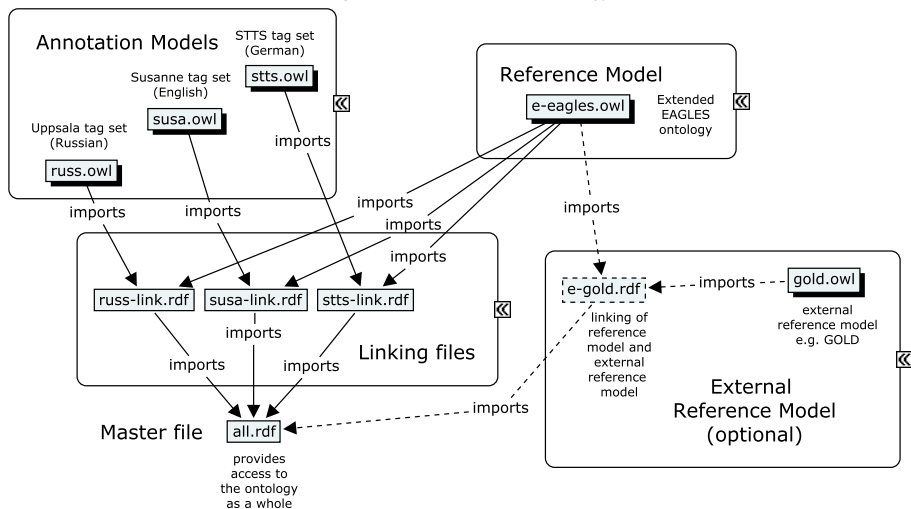 Annotation Models
STTS tag set
(German)
stts.owl
Susanne tag set
(English)
susa.owl
Uppsala tag set
(Russian)
russ.owl
imports
imports
imports
Reference Model
e-eagles.owl
Extended
EAGLES
ontology
imports
imports
imports
imports
russ-link.rdf
susa-link.rdf
stts-link.rdf
imports
imports
imports
Linking files
e-gold.rdf
imports
gold.owl
linking of
reference
model and
external
reference
model
external
reference model
e.g. GOLD
External
Reference Model
(optional)
imports
Master file
all.rdf
provides
access to
the ontology
as a whole